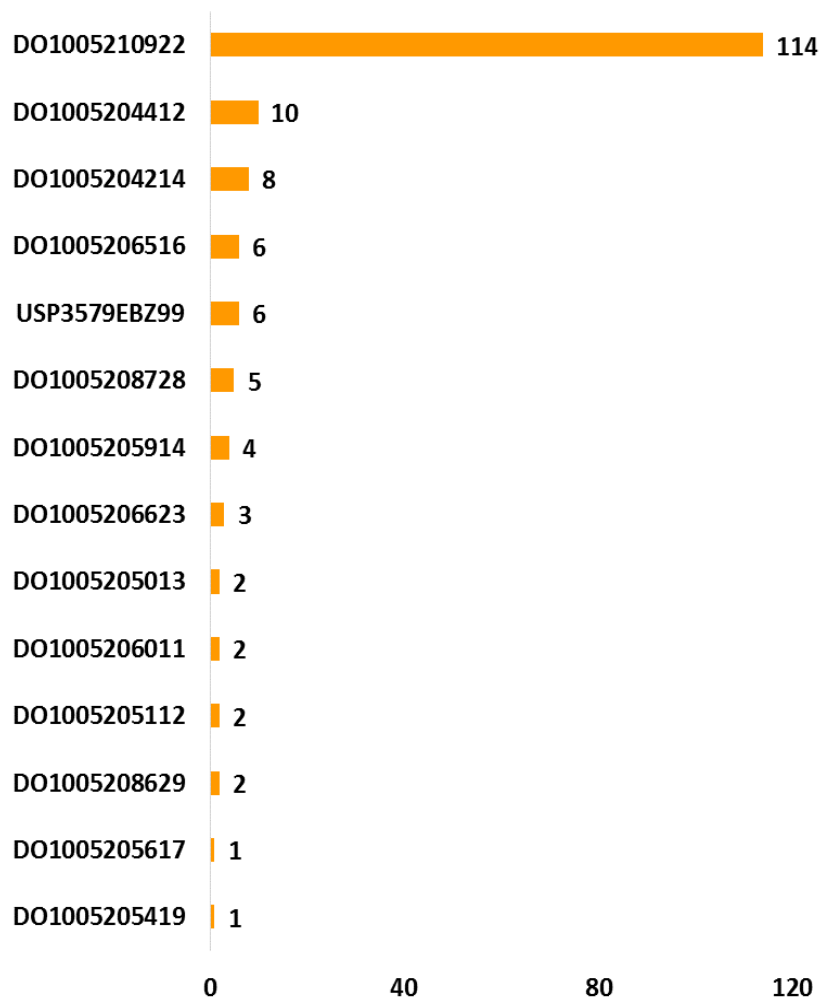 DO1005210922 114
DO1005204412 10
DO1005204214 8
DO1005206516 6
USP3579EBZ99 6
DO1005208728 5
DO1005205914 4
DO1005206623 3
DO1005205013 2
DO1005206011 2
DO1005205112 2
DO1005208629 2
DO1005205617 1
DO1005205419 1
0 40 80 120